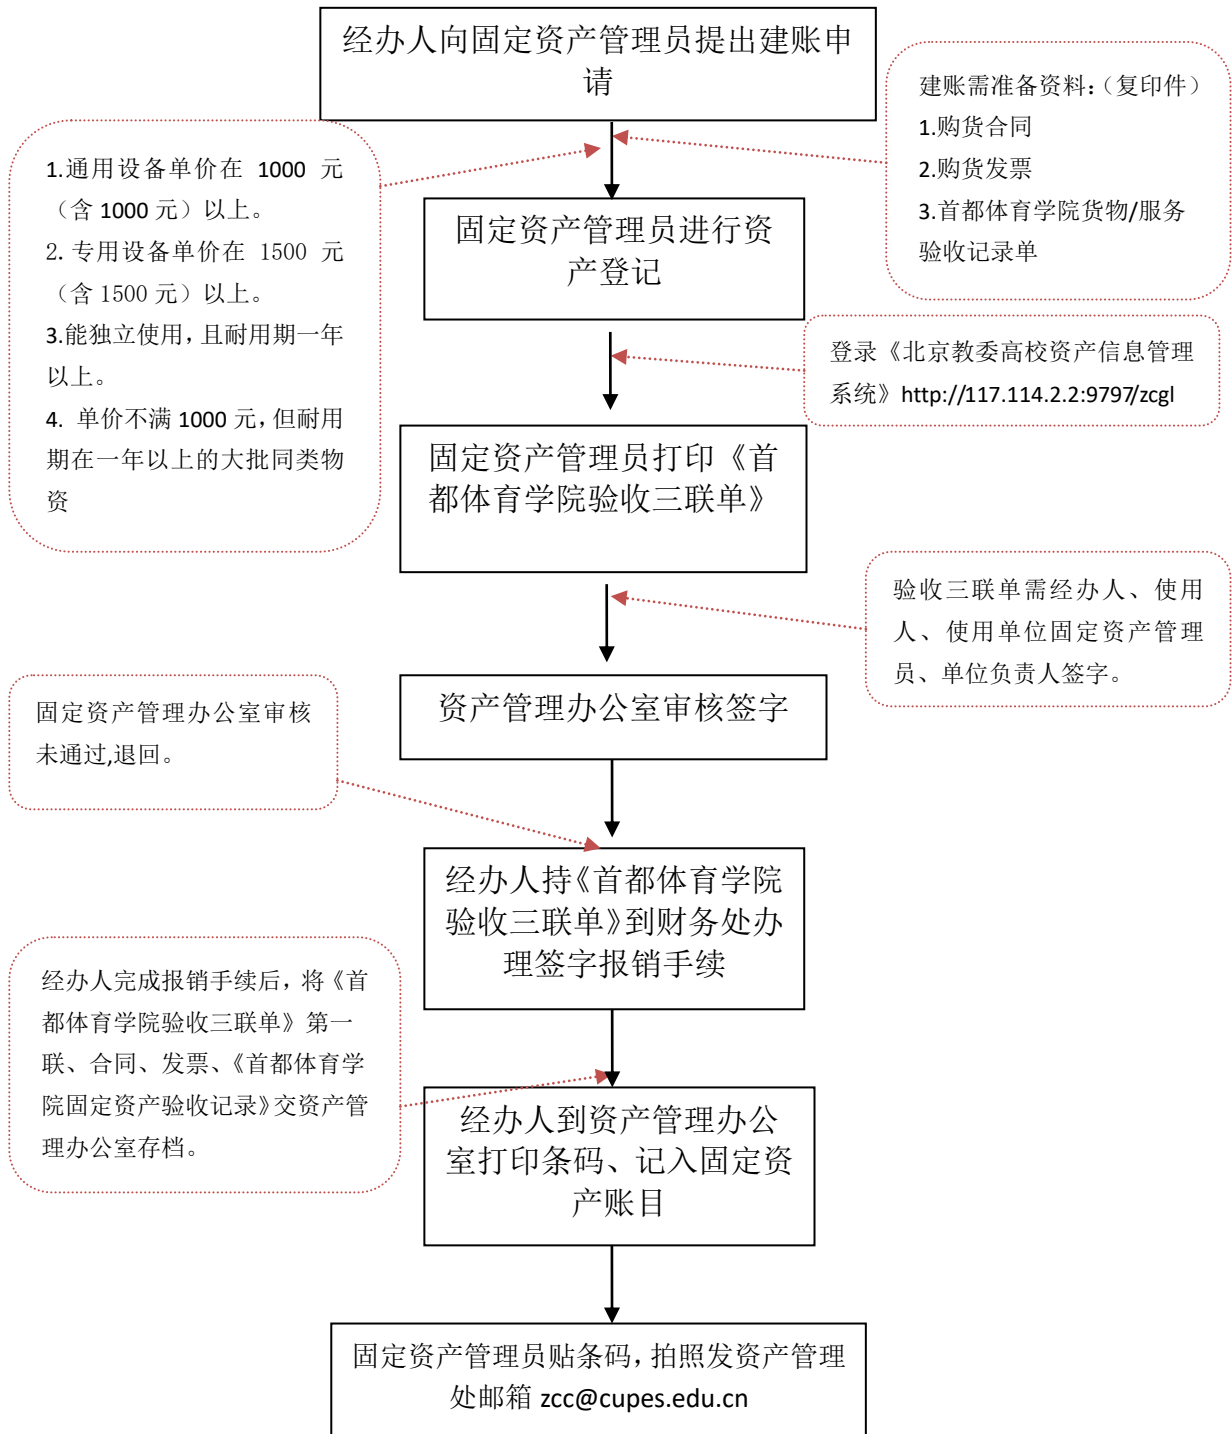 经办人向固定资产管理员提出建账申
请
建账需准备资料：（复印件）
1.购货合同
2.购货发票
3.首都体育学院货物/服务
验收记录单
1.通用设备单价在 1000 元
（含 1000 元）以上。
2. 专用设备单价在 1500 元
（含 1500 元）以上。
3.能独立使用，且耐用期一年
以上。
4. 单价不满 1000 元，但耐用
期在一年以上的大批同类物
资
固定资产管理员进行资
产登记
登录《北京教委高校资产信息管理
系统》http://117.114.2.2:9797/zcgl
固定资产管理员打印《首
都体育学院验收三联单》
验收三联单需经办人、使用
人、使用单位固定资产管理
员、单位负责人签字。
资产管理办公室审核签字
固定资产管理办公室审核
未通过,退回。
经办人持《首都体育学院
验收三联单》到财务处办
理签字报销手续
经办人完成报销手续后，将《首
都体育学院验收三联单》第一
联、合同、发票、《首都体育学
院固定资产验收记录》交资产管
理办公室存档。
经办人到资产管理办公
室打印条码、记入固定资
产账目
固定资产管理员贴条码，拍照发资产管理
处邮箱 zcc@cupes.edu.cn